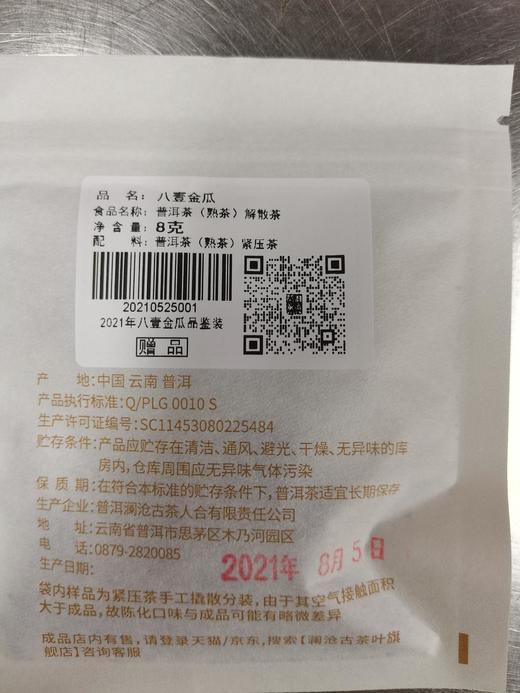 品 名: 八壹金瓜
食品名称: 普洱茶（熟茶）解散茶
净 含 量: 8克
配 料: 普洱茶（熟茶）紧压茶
20210525001
2021年八壹金瓜品鉴装
赠 品
产 地:中国 云南 普洱
产品执行标准:Q/PLG 0010 S
生产许可证编号:SC11453080225484
贮存条件:产品应贮存在清洁、通风、避光、干燥、无异味的库
房内,仓库周围应无异味气体污染
保 质 期:在符合本标准的贮存条件下,普洱茶适宜长期保存
生产企业:普洱澜沧古茶人合有限责任公司
地 址:云南省普洱市思茅区木乃河园区
电 话:0879-2820085
生产日期: 2021年 8月5日
袋内样品为紧压茶手工撬散分装,由于其空气接触面积
大于成品,故陈化口味与成品可能有略微差异
成品店内有售,请登录天猫/京东,搜索【澜沧古茶叶旗
舰店】咨询客服